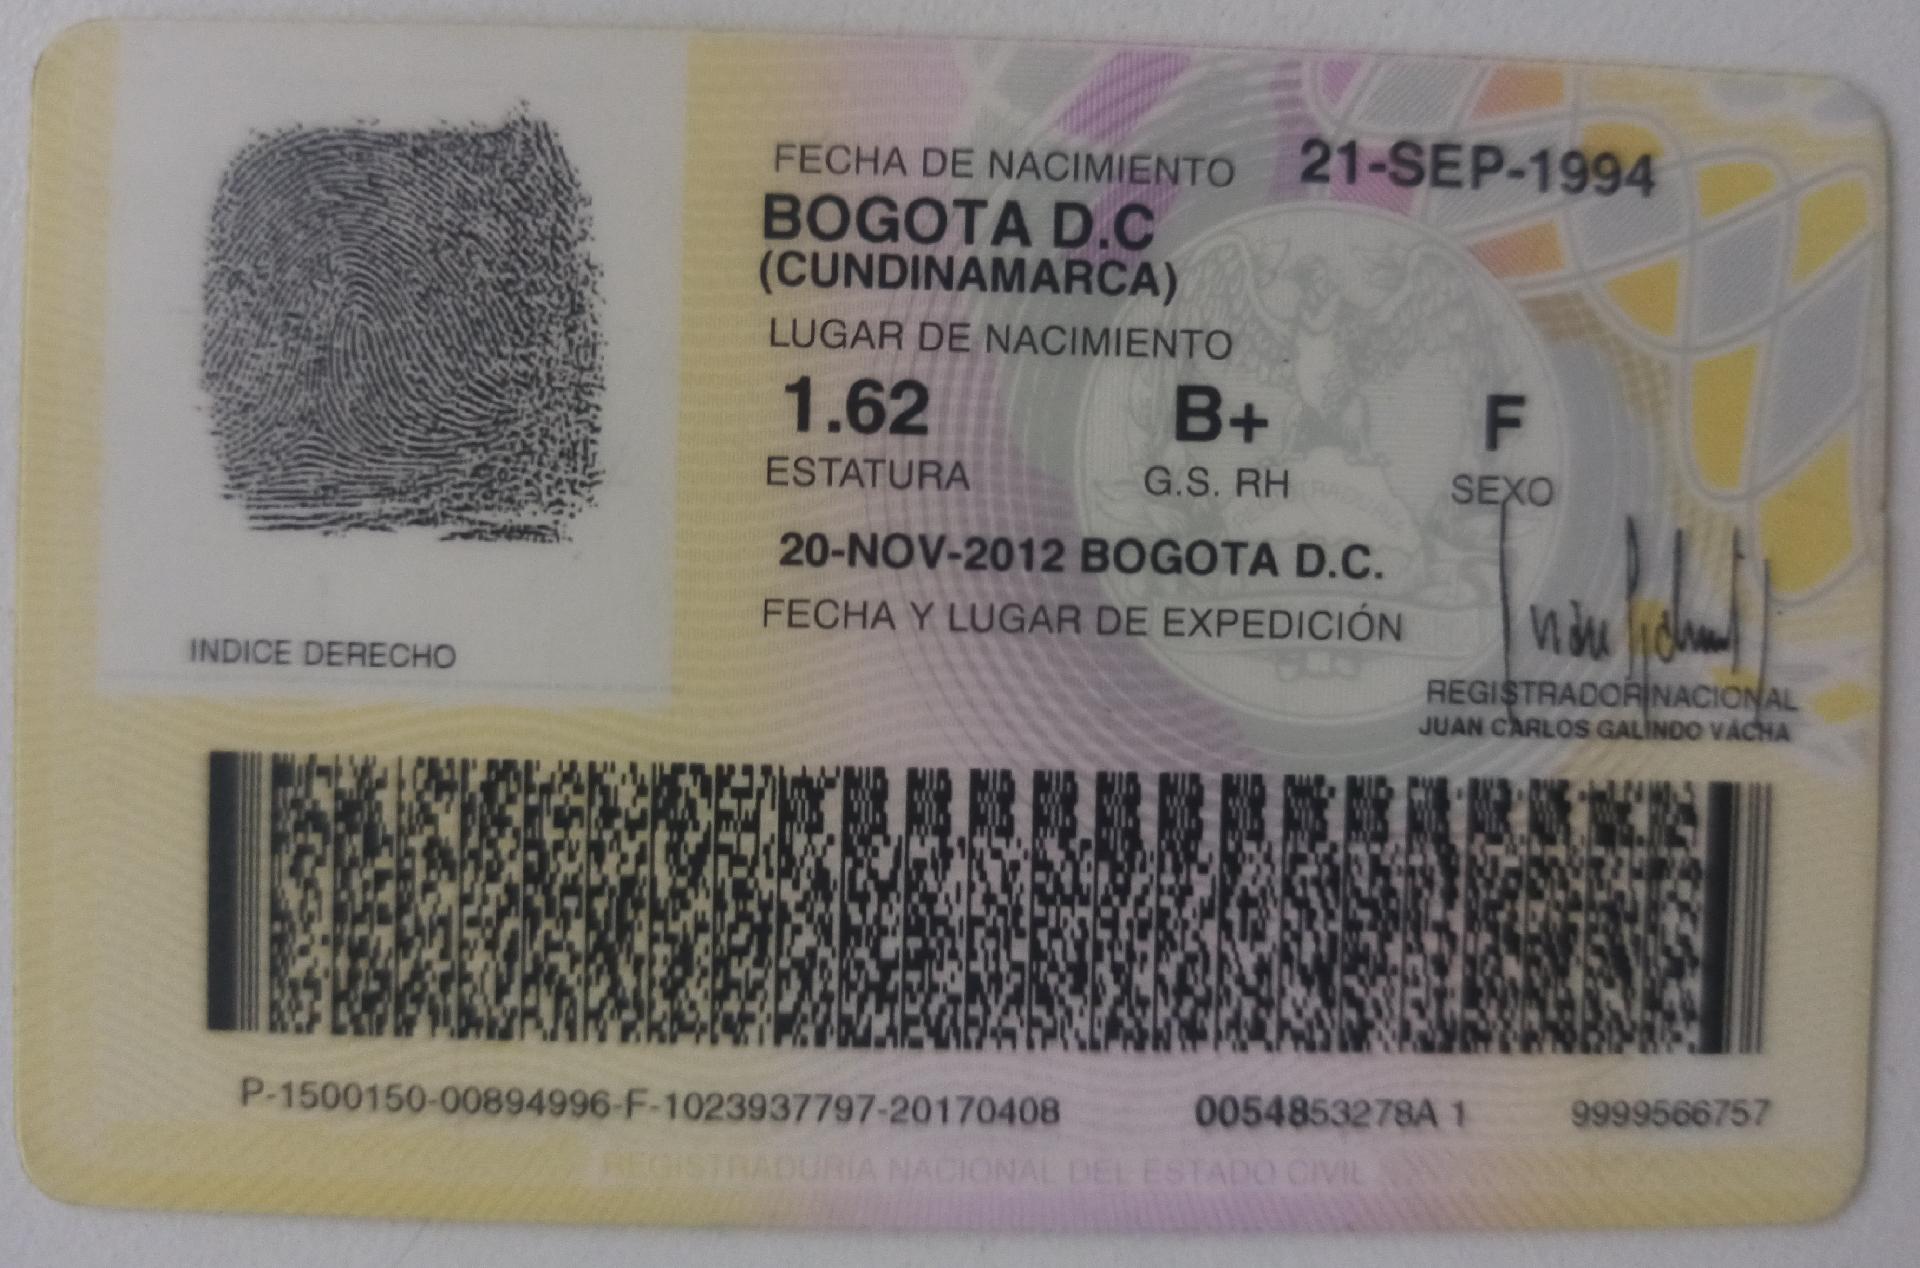 FECHA DE NACIMIENTO 21-SEP-1994
BOGOTA D.C
(CUNDINAMARCA)
LUGAR DE NACIMIENTO
1.62 B+ F
ESTATURA G.S. RH SEXO
20-NOV-2012 BOGOTA D.C.
FECHA Y LUGAR DE EXPEDICIÓN
INDICE DERECHO
REGISTRADOR NACIONAL
JUAN CARLOS GALINDO VÁCHA
P-1500150-00894996-F-1023937797-20170408 0054853278A 1 9999566757
REGISTRADURIA NACIONAL DEL ESTADO CIVIL